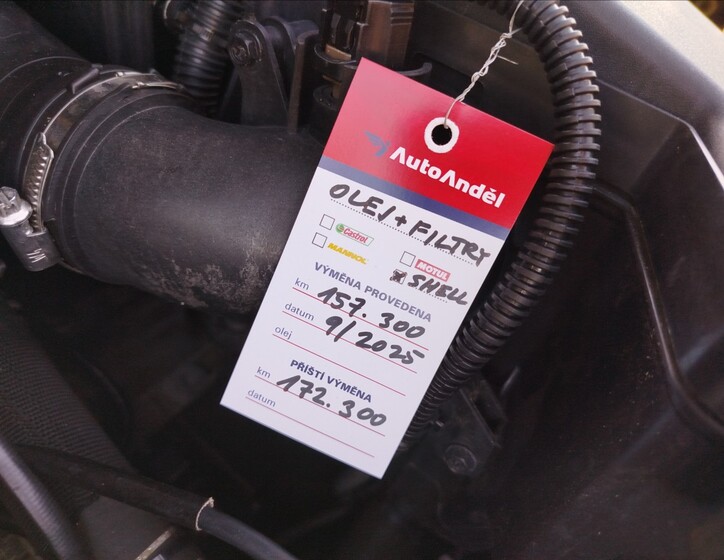 AutoAnděl
OLEJ + FILTRY
Castrol
MANNOL
MOTUL
SHELL
VÝMĚNA PROVEDENA
km 157.300
datum 9/2025
olej
PŘÍŠTÍ VÝMĚNA
km 172.300
datum